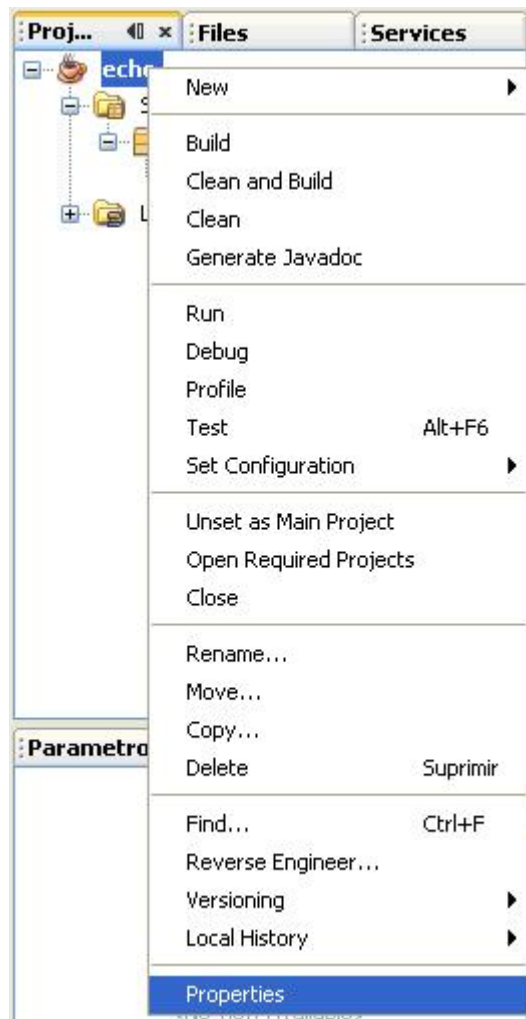 Proj...
Files
Services
echo
New
S
Build
Clean and Build
L
Clean
Generate Javadoc
Run
Debug
Profile
Test Alt+F6
Set Configuration
Unset as Main Project
Open Required Projects
Close
Rename...
Move...
Copy...
Parametro
Delete Suprimir
Find... Ctrl+F
Reverse Engineer...
Versioning
Local History
Properties